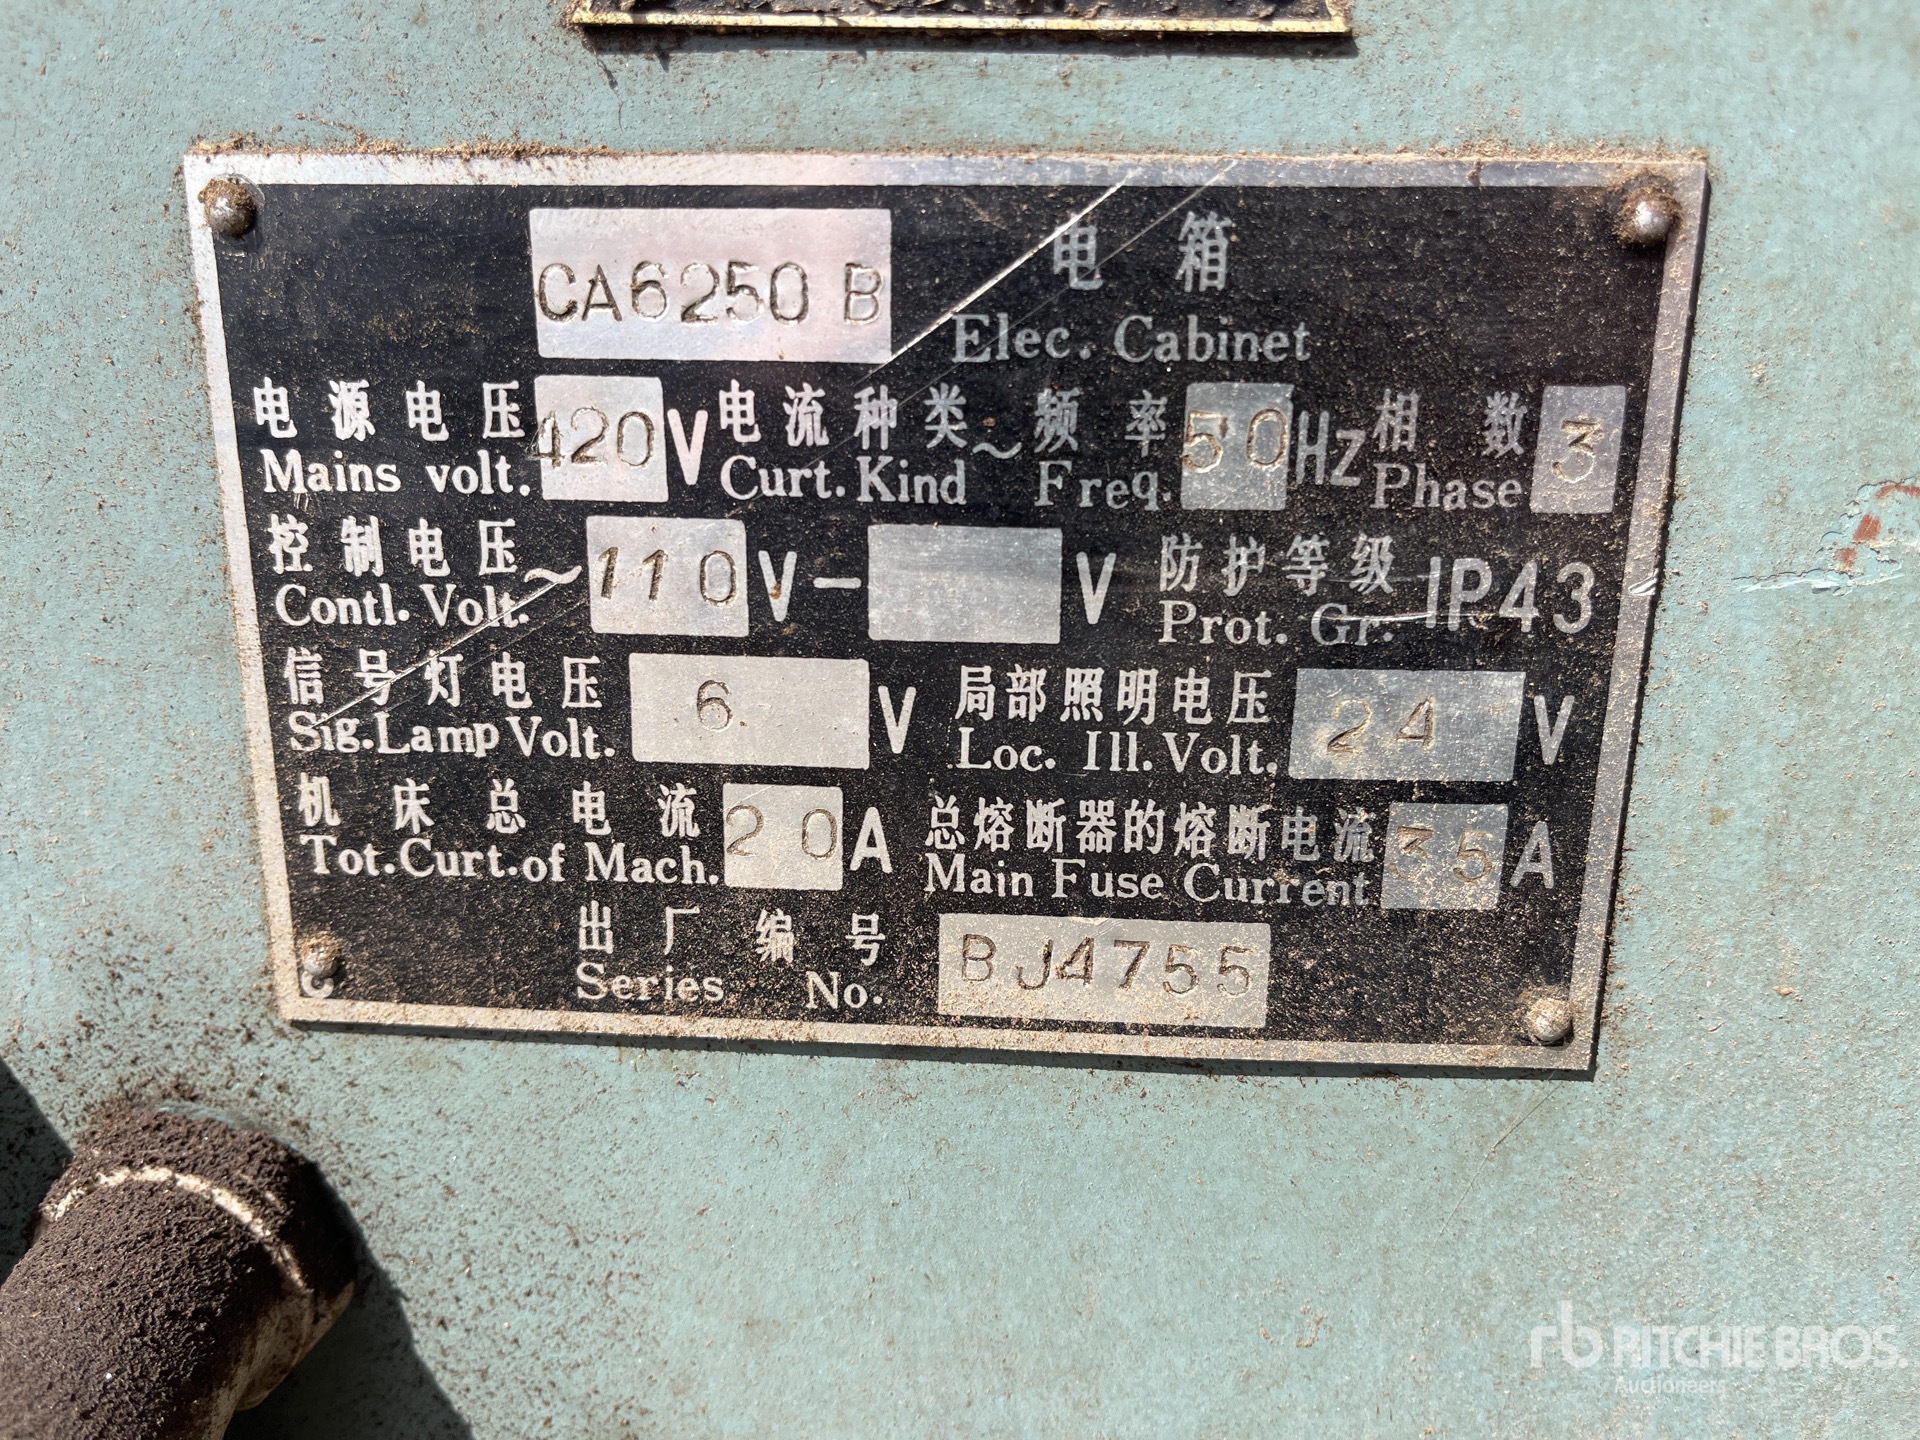 CA6250 B 电箱
Elec. Cabinet
电源电压 420 V 电流种类 ~ 频率 50 Hz 相数 3
Mains volt. Curt. Kind Freq. Phase
控制电压 ~ 110 V – V 防护等级 IP43
Contl. Volt. Prot. Gr.
信号灯电压 6 V 局部照明电压 24 V
Sig. Lamp Volt. Loc. Ill. Volt.
机床总电流 20 A 总熔断器的熔断电流 35 A
Tot. Curt. of Mach. Main Fuse Current
出厂编号 BJ4755
Series No.
rb RITCHIE BROS.
Auctioneers